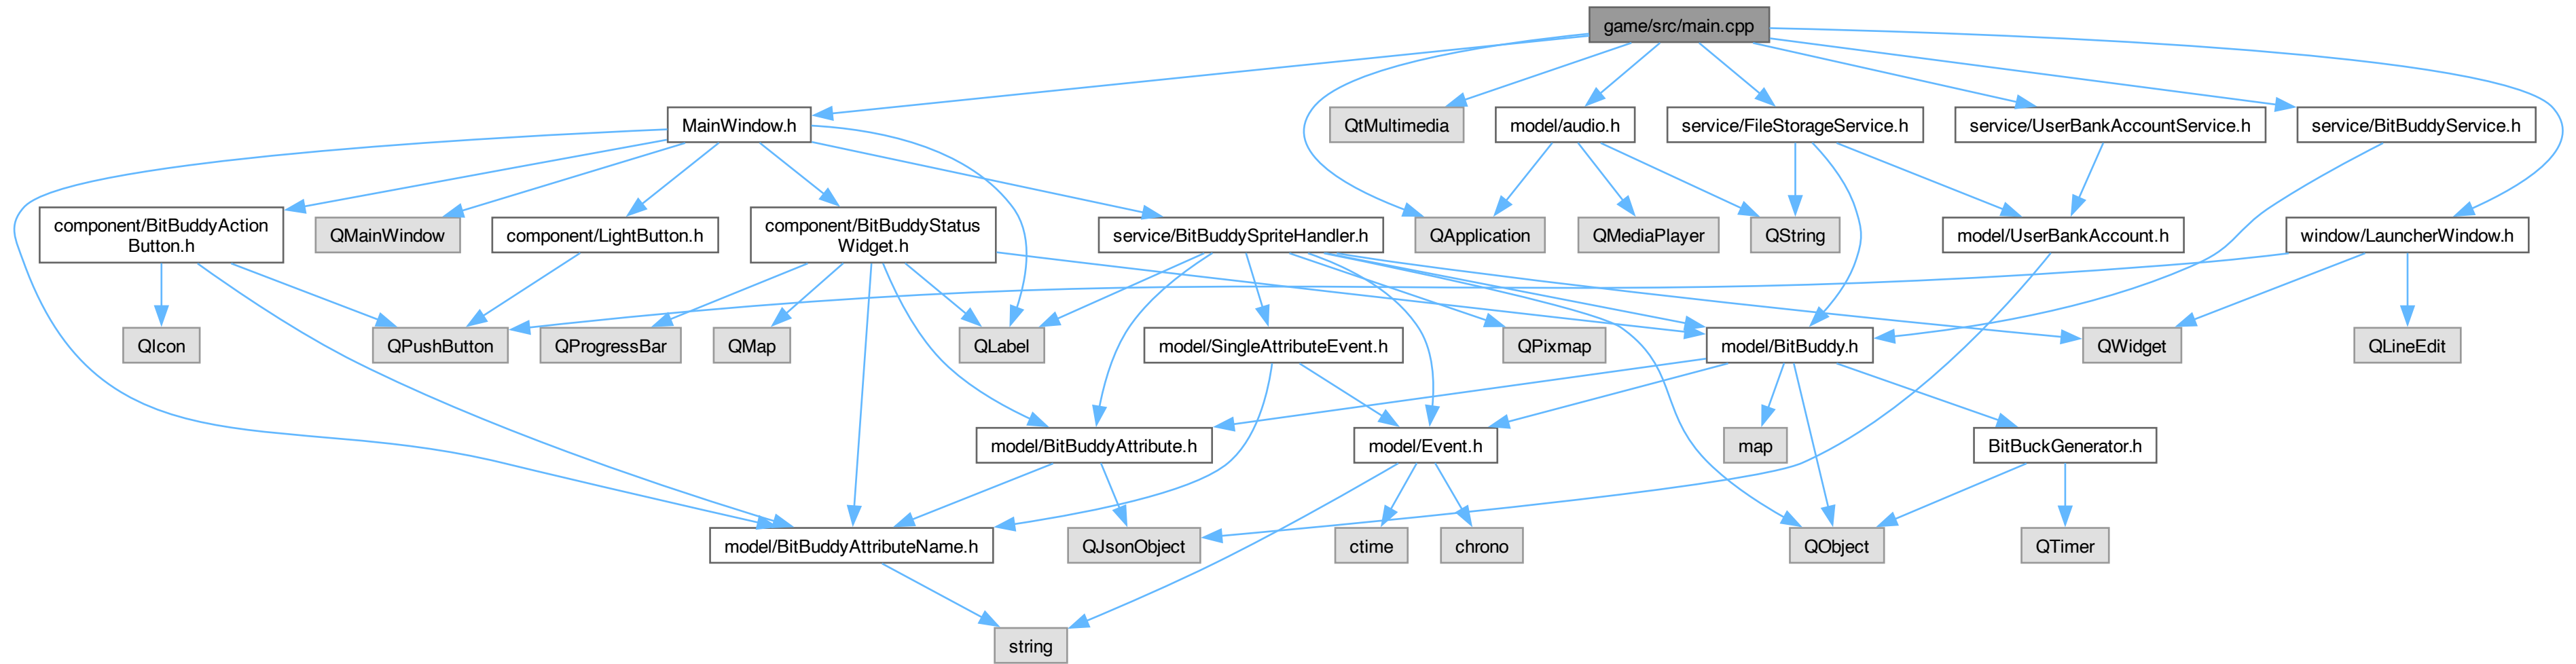 game/src/main.cpp
MainWindow.h
QtMultimedia
model/audio.h
service/FileStorageService.h
service/UserBankAccountService.h
service/BitBuddyService.h
component/BitBuddyAction
Button.h
QMainWindow
component/LightButton.h
component/BitBuddyStatus
Widget.h
service/BitBuddySpriteHandler.h
QApplication
QMediaPlayer
QString
model/UserBankAccount.h
window/LauncherWindow.h
QIcon
QPushButton
QProgressBar
QMap
QLabel
model/SingleAttributeEvent.h
QPixmap
model/BitBuddy.h
QWidget
QLineEdit
model/BitBuddyAttribute.h
model/Event.h
map
BitBuckGenerator.h
model/BitBuddyAttributeName.h
QJsonObject
ctime
chrono
QObject
QTimer
string